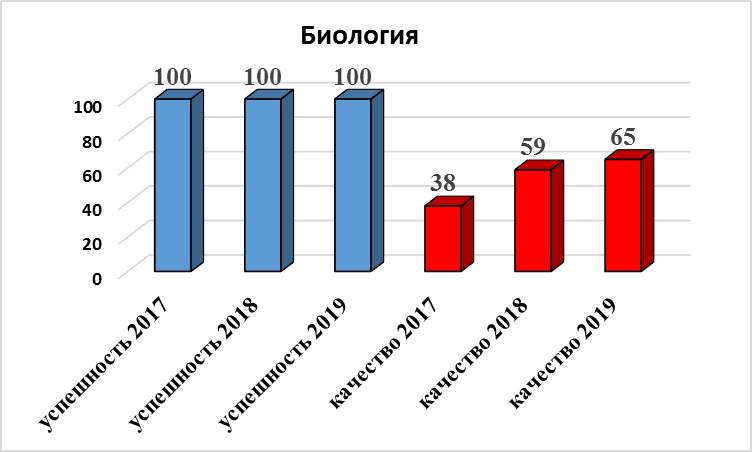 Биология
100
100
100
38
59
65
100
80
60
40
20
0
успешность 2017
успешность 2018
успешность 2019
качество 2017
качество 2018
качество 2019